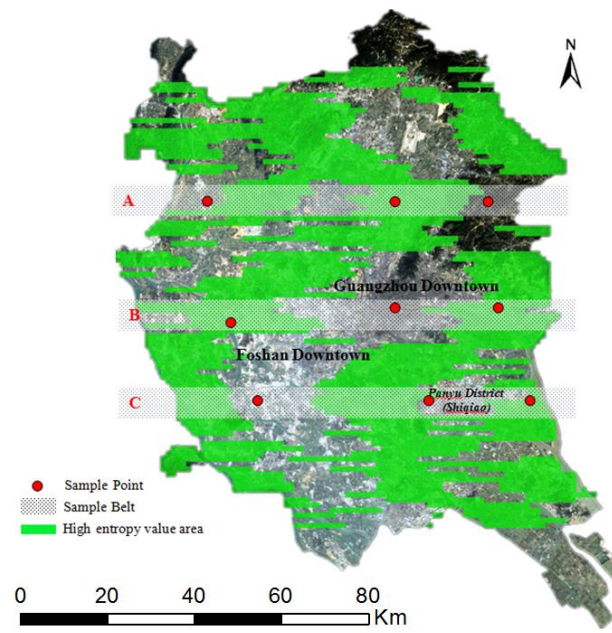 N
A
Guangzhou Downtown
B
Foshan Downtown
C
Panyu District
(Shiqiao)
Sample Point
Sample Belt
High entropy value area
0 20 40 60 80
Km